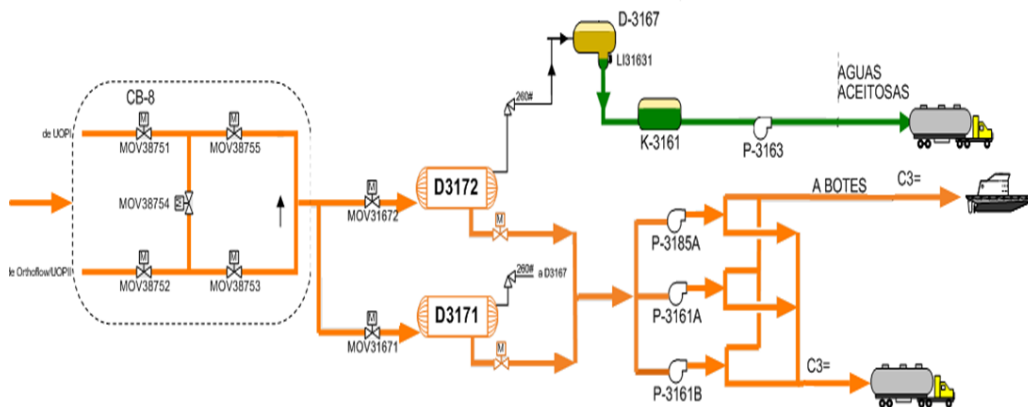 D-3167
LI31631
CB-8
260#
AGUAS
ACEITOSAS
de UOPI
M
M
MOV38751
MOV38755
K-3161
P-3163
D3172
M
MOV38754
M
M
MOV31672
A BOTES
C3=
M
P-3185A
de Orthoflow/UOPII
M
M
MOV38752
MOV38753
260#
a D3167
D3171
M
MOV31671
P-3161A
M
C3=
P-3161B